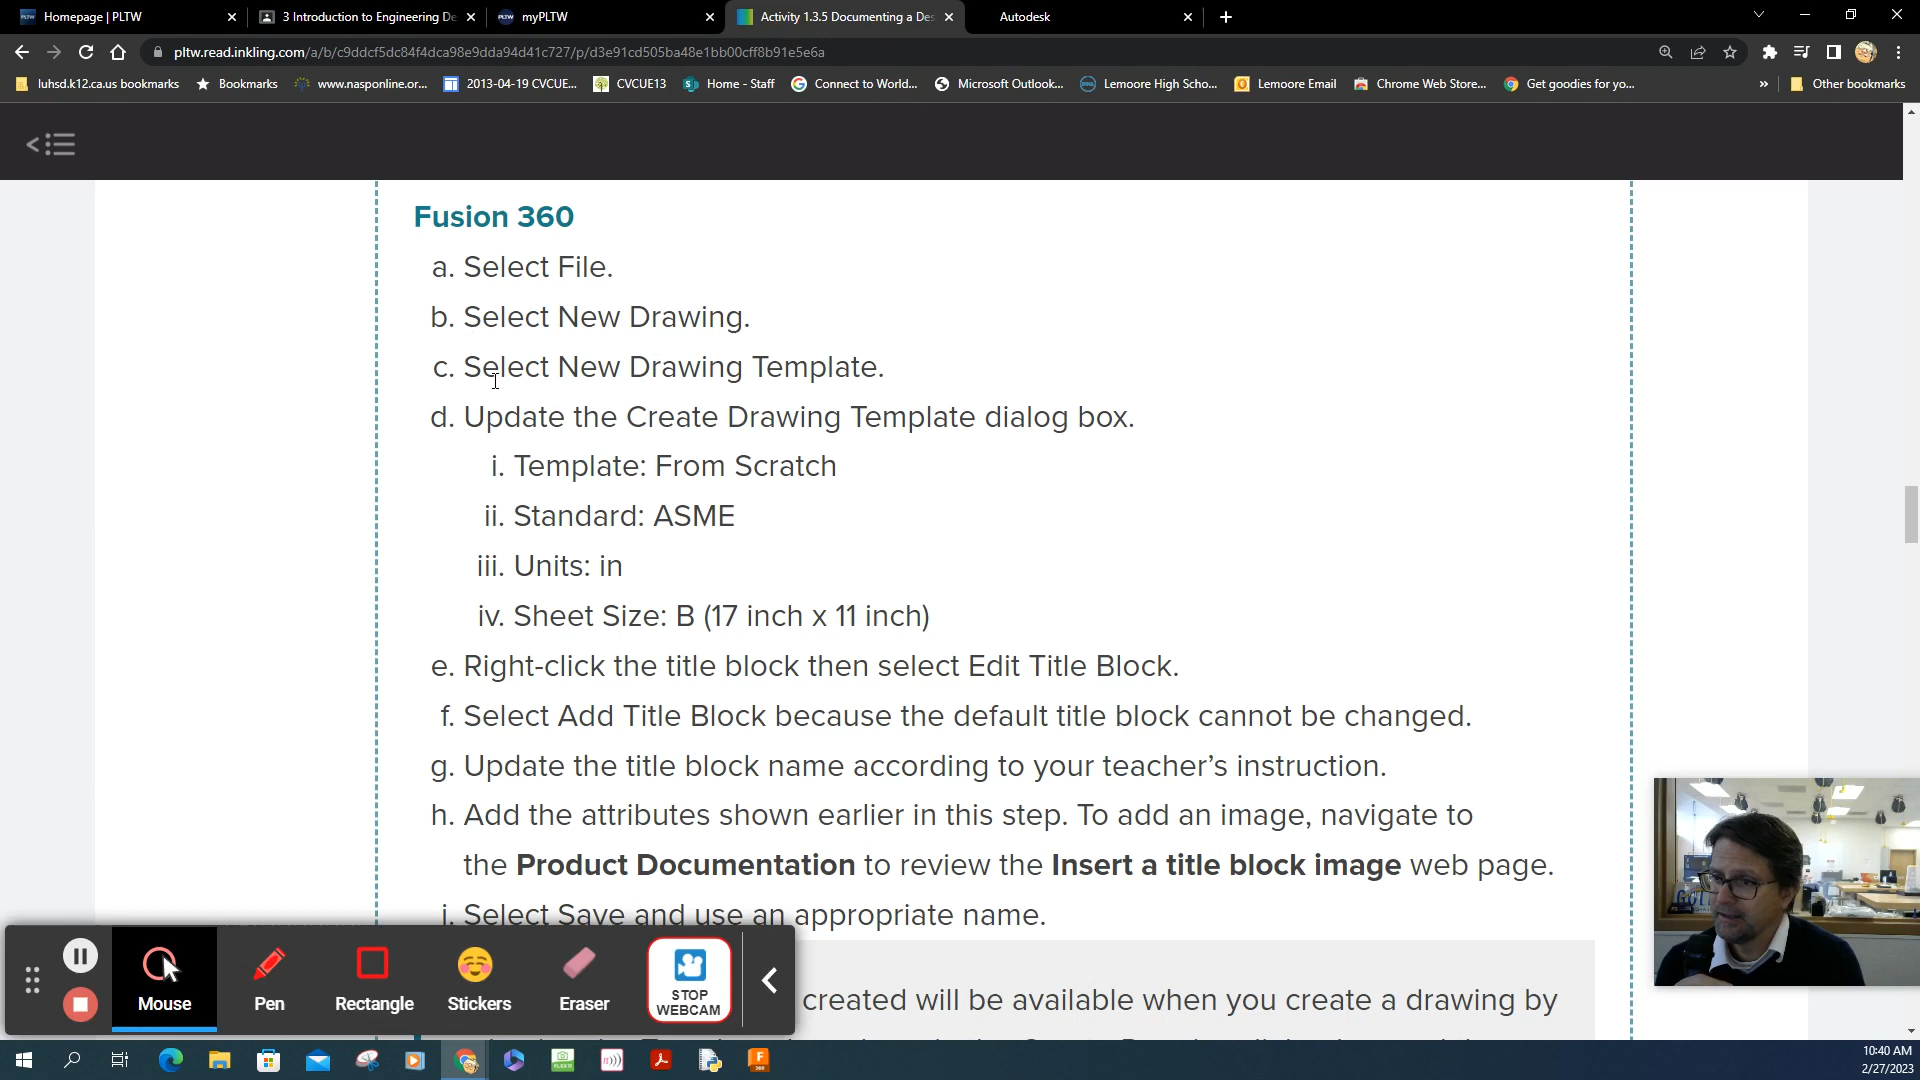 Homepage | PLTW
3 Introduction to Engineering De
myPLTW
Activity 1.3.5 Documenting a Des
Autodesk
pltw.read.inkling.com/a/b/c9ddcf5dc84f4dca98e9dda94d41c727/p/d3e91cd505ba48e1bb00cff8b91e5e6a
luhsd.k12.ca.us bookmarks
Bookmarks
www.nasponline.or...
2013-04-19 CVCUE...
CVCUE13
Home - Staff
Connect to World...
Microsoft Outlook...
Lemoore High Scho...
Lemoore Email
Chrome Web Store...
Get goodies for yo...
»
Other bookmarks
Fusion 360
a. Select File.
b. Select New Drawing.
c. Select New Drawing Template.
d. Update the Create Drawing Template dialog box.
i. Template: From Scratch
ii. Standard: ASME
iii. Units: in
iv. Sheet Size: B (17 inch x 11 inch)
e. Right-click the title block then select Edit Title Block.
f. Select Add Title Block because the default title block cannot be changed.
g. Update the title block name according to your teacher’s instruction.
h. Add the attributes shown earlier in this step. To add an image, navigate to
the Product Documentation to review the Insert a title block image web page.
i. Select Save and use an appropriate name.
created will be available when you create a drawing by
Mouse
Pen
Rectangle
Stickers
Eraser
STOP
WEBCAM
10:40 AM
2/27/2023